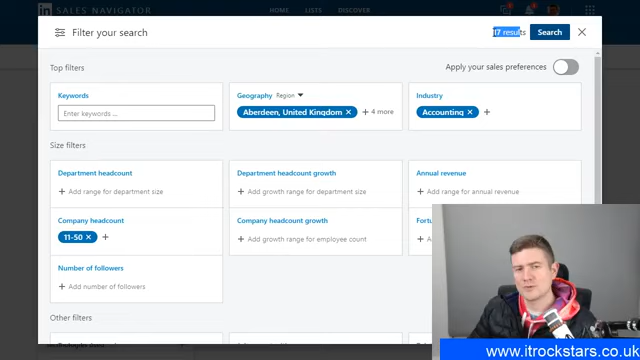 in SALES NAVIGATOR HOME LISTS DISCOVER
Filter your search 17 results Search
Top filters Apply your sales preferences
Keywords Geography Region Industry
Enter keywords ... Aberdeen, United Kingdom × + 4 more Accounting × +
Size filters
Department headcount Department headcount growth Annual revenue
+ Add range for department size + Add growth range for department size + Add range for annual revenue
Company headcount Company headcount growth Fortu
11-50 × + + Add growth range for employee count + Ad
Number of followers
+ Add number of followers
Other filters
www.itrockstars.co.uk